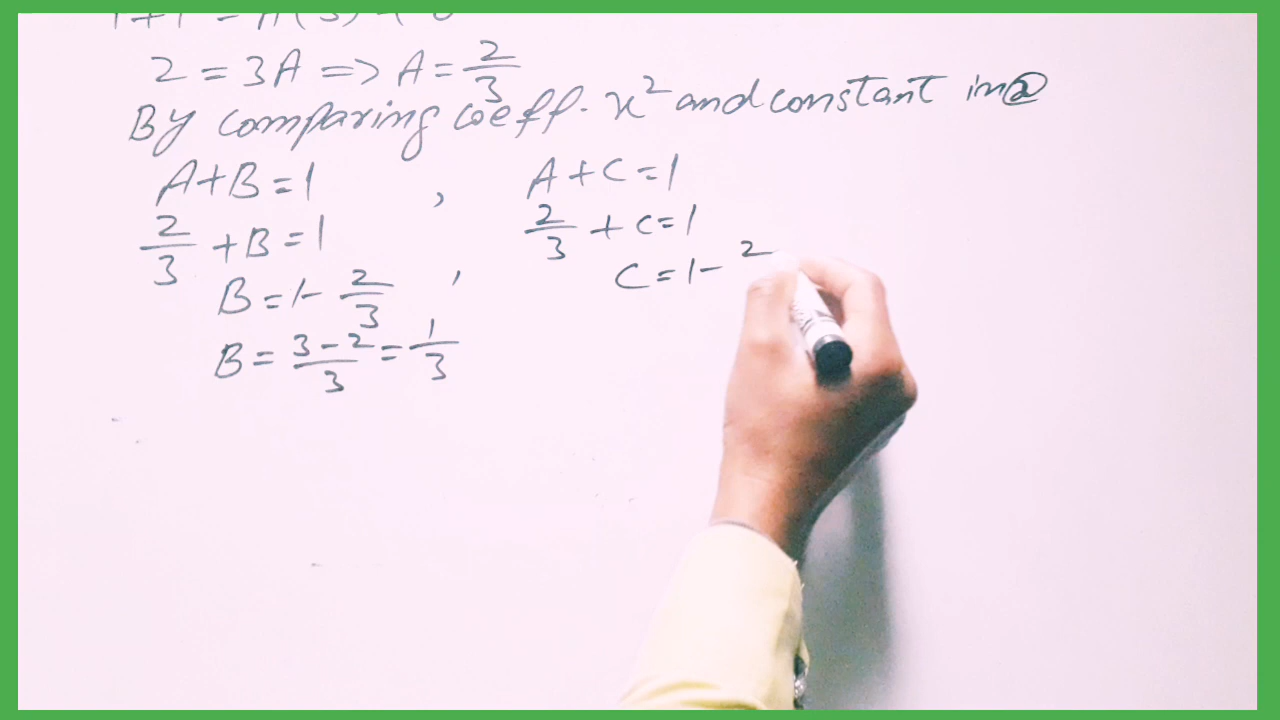 2 = 3A => A = 2/3
By comparing coeff. x² and constant in ②
A+B=1 , A+C=1
2/3 +B=1 2/3 +C=1
B=1- 2/3 , C=1- 2
B= 3-2/3 = 1/3